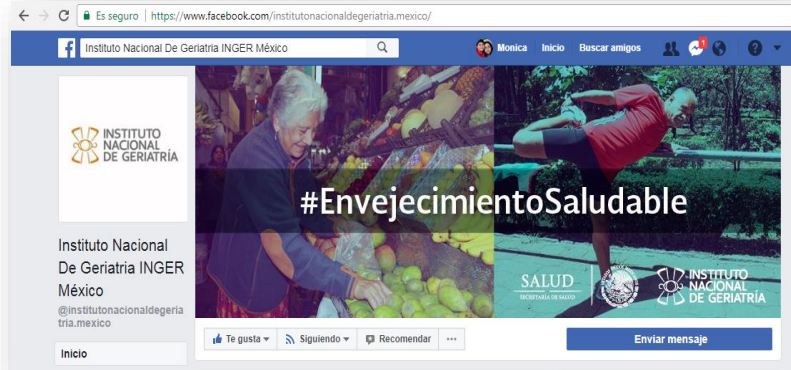 Es seguro | https://www.facebook.com/institutonacionaldegeriatria.mexico/
f Instituto Nacional De Geriatria INGER México
Monica Inicio Buscar amigos 1 ?
INSTITUTO
NACIONAL
DE GERIATRÍA
#EnvejecimientoSaludable
SALUD
SECRETARÍA DE SALUD
INSTITUTO
NACIONAL
DE GERIATRÍA
Instituto Nacional
De Geriatria INGER
México
@institutonacionaldegeria
tria.mexico
Inicio
Te gusta Siguiendo Recomendar ... Enviar mensaje